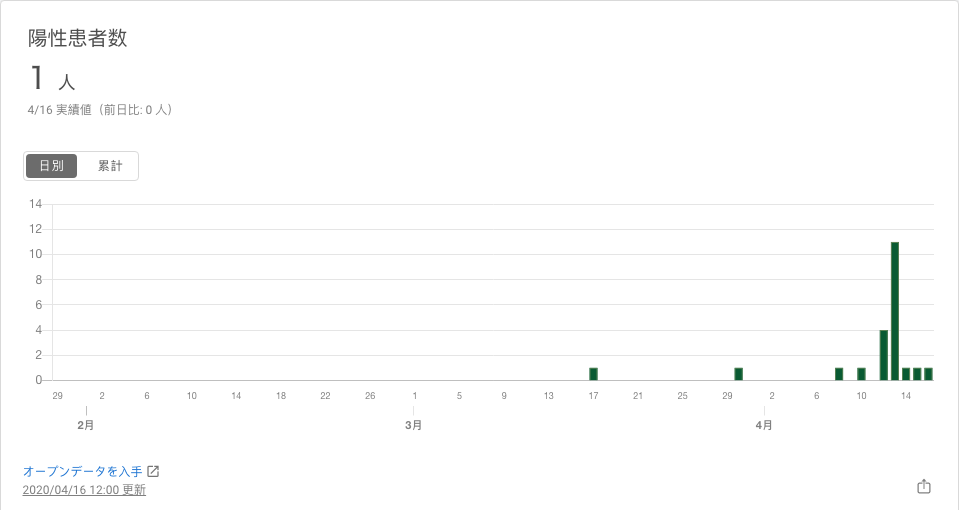 陽性患者数
1 人
4/16 実績値（前日比: 0 人）
日別 累計
14
12
10
8
6
4
2
0
29 2 6 10 14 18 22 26 1 5 9 13 17 21 25 29 2 6 10 14
2月 3月 4月
オープンデータを入手
2020/04/16 12:00 更新